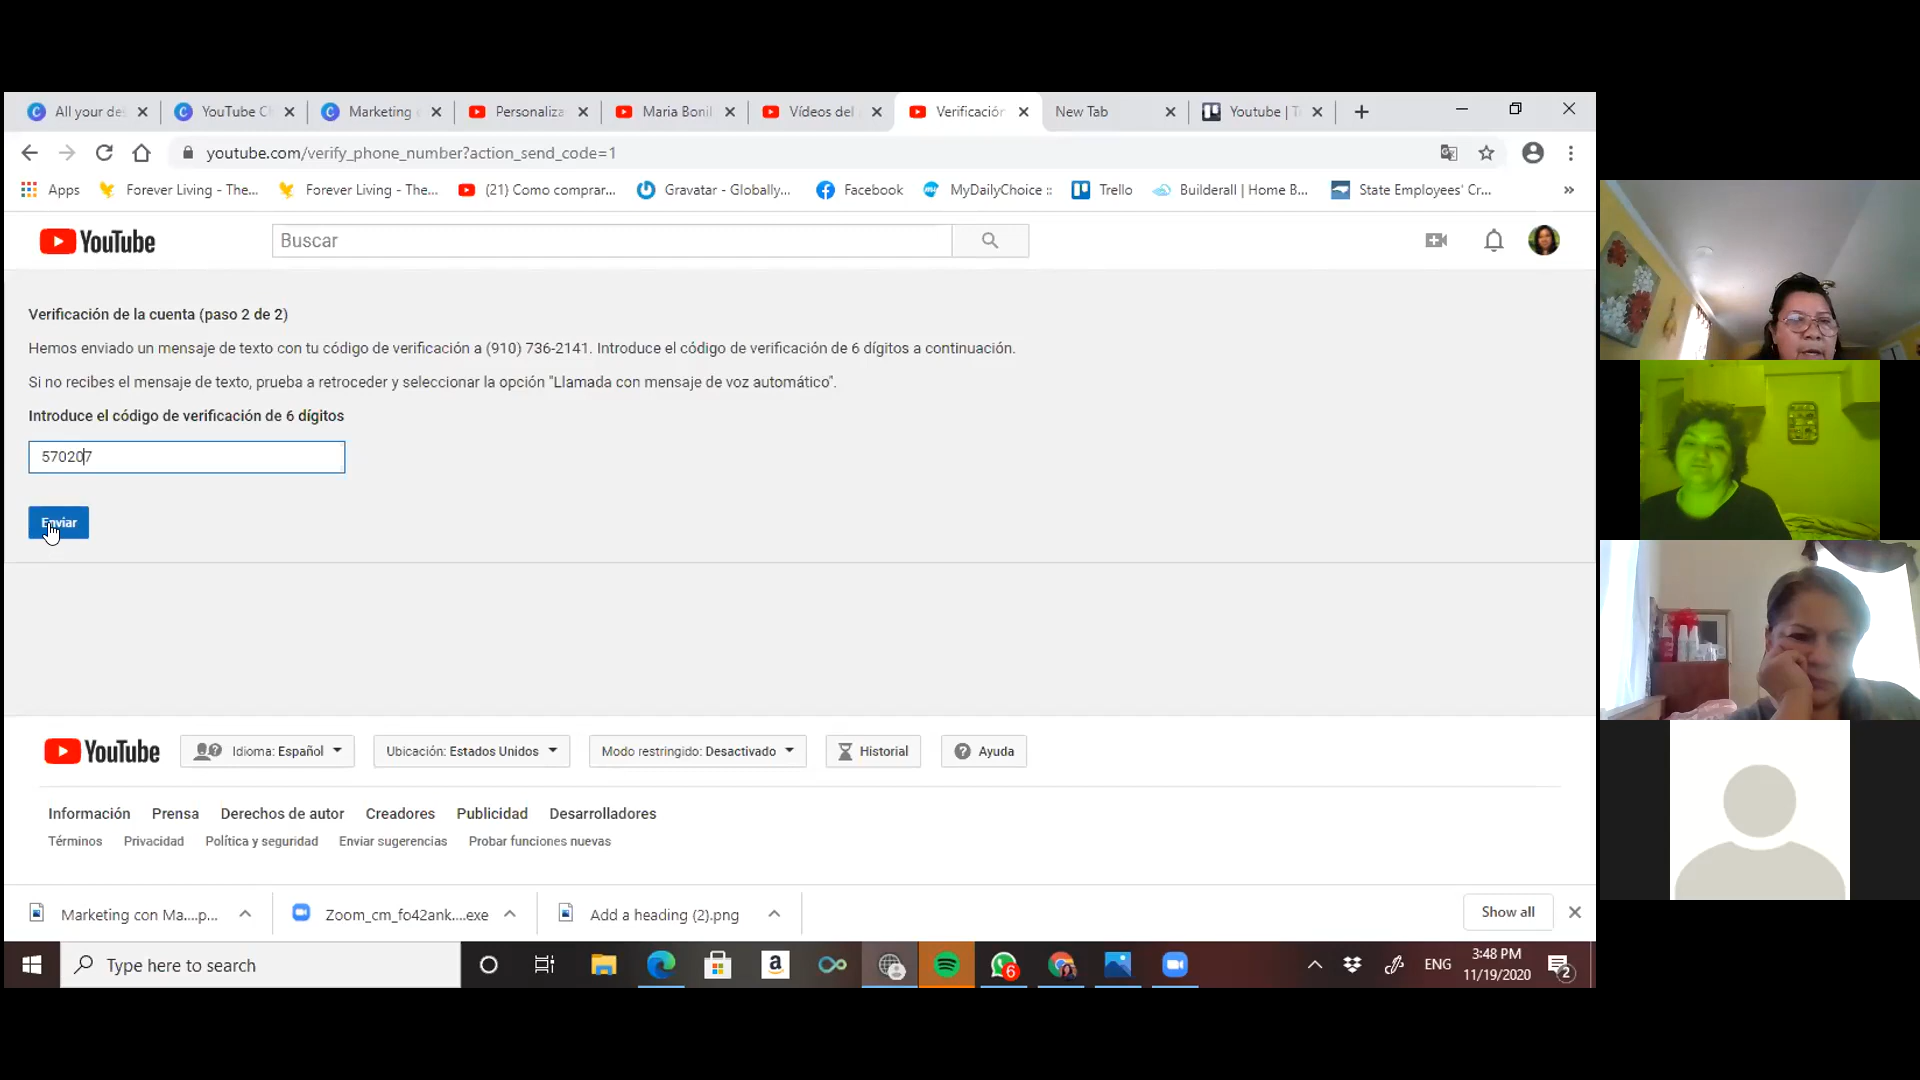 All your de
YouTube C
Marketing
Personaliza
Maria Bonil
Vídeos del
Verificación
New Tab
Youtube | T
youtube.com/verify_phone_number?action_send_code=1
Apps
Forever Living - The...
Forever Living - The...
(21) Como comprar...
Gravatar - Globally...
Facebook
MyDailyChoice ::
Trello
Builderall | Home B...
State Employees' Cr...
»
YouTube
Buscar
Verificación de la cuenta (paso 2 de 2)
Hemos enviado un mensaje de texto con tu código de verificación a (910) 736-2141. Introduce el código de verificación de 6 dígitos a continuación.
Si no recibes el mensaje de texto, prueba a retroceder y seleccionar la opción "Llamada con mensaje de voz automático".
Introduce el código de verificación de 6 dígitos
570207
Enviar
YouTube
Idioma: Español
Ubicación: Estados Unidos
Modo restringido: Desactivado
Historial
Ayuda
Información Prensa Derechos de autor Creadores Publicidad Desarrolladores
Términos Privacidad Política y seguridad Enviar sugerencias Probar funciones nuevas
Marketing con Ma....p...
Zoom_cm_fo42ank....exe
Add a heading (2).png
Show all
Type here to search
6
ENG
3:48 PM
11/19/2020
2